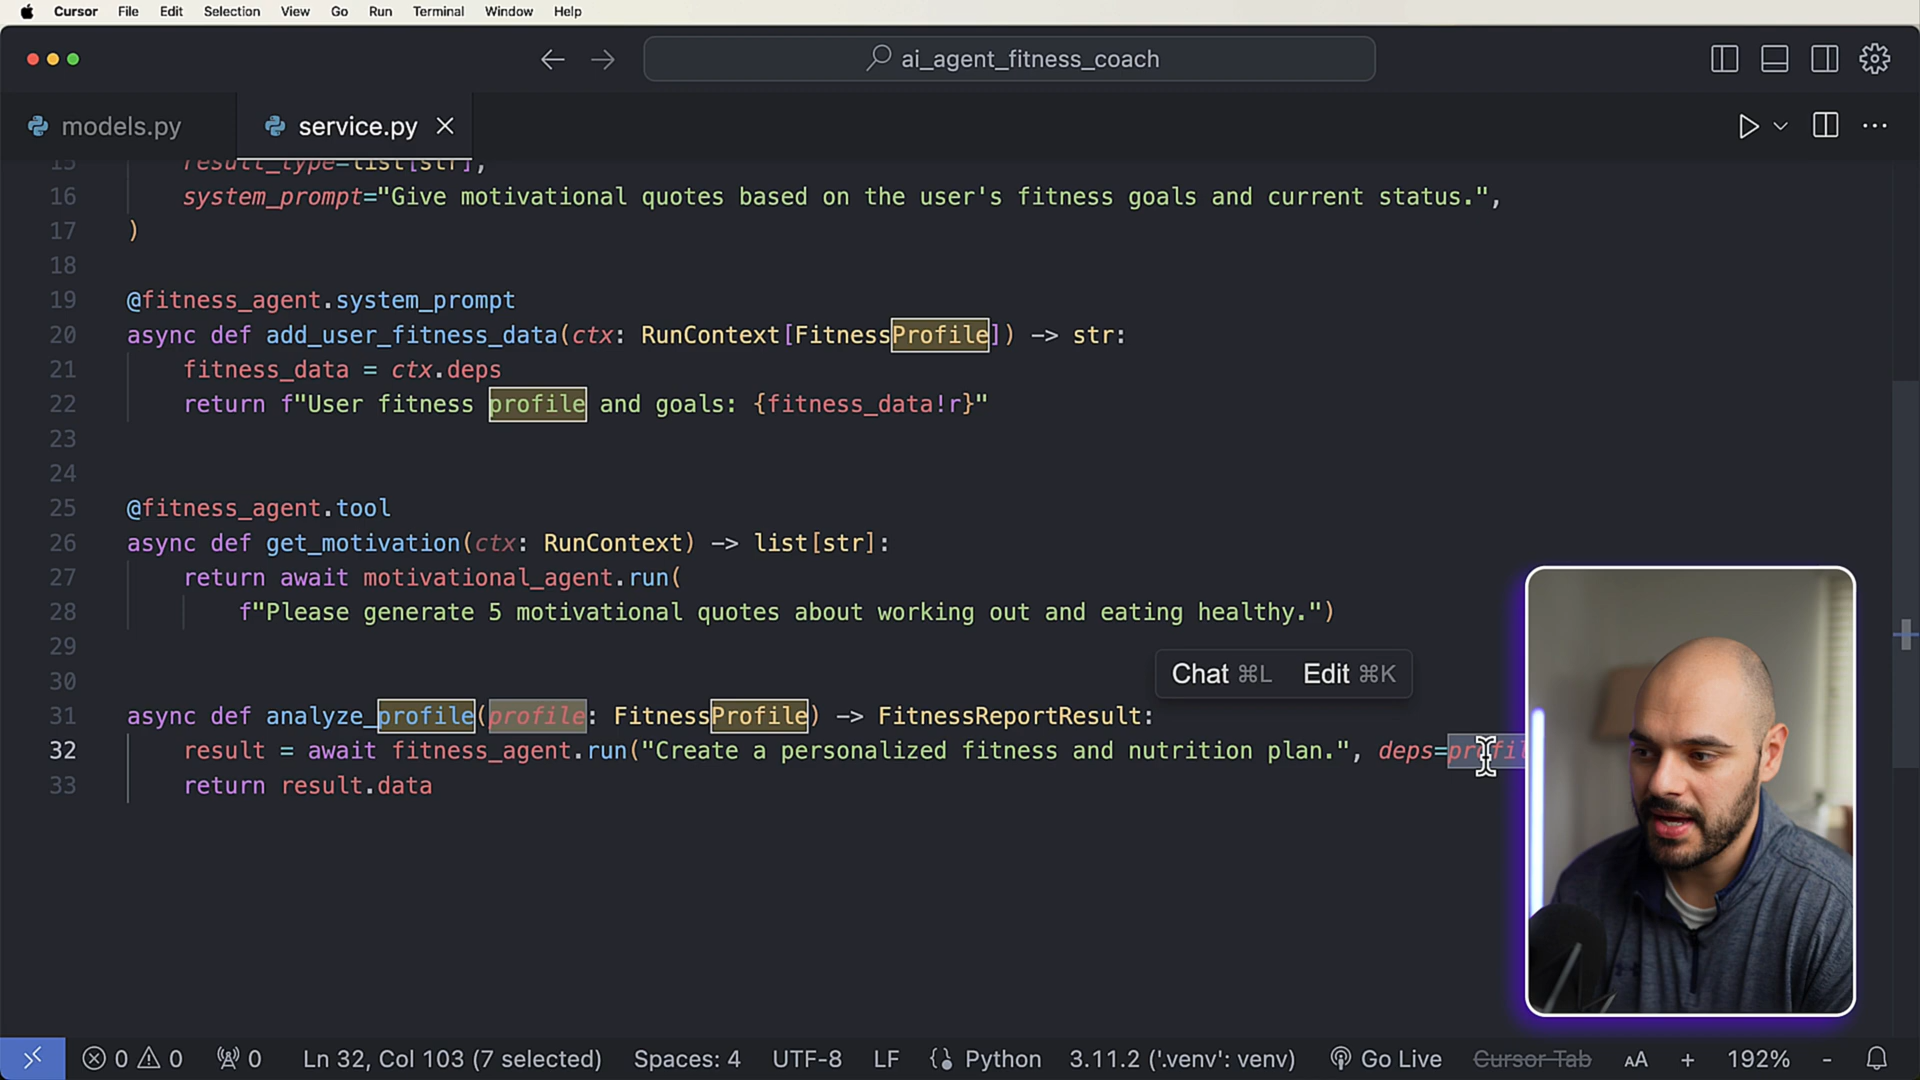 Cursor File Edit Selection View Go Run Terminal Window Help
ai_agent_fitness_coach
models.py service.py
15 result_type=list[str],
16 system_prompt="Give motivational quotes based on the user's fitness goals and current status.",
17 )
18
19 @fitness_agent.system_prompt
20 async def add_user_fitness_data(ctx: RunContext[FitnessProfile]) -> str:
21 fitness_data = ctx.deps
22 return f"User fitness profile and goals: {fitness_data!r}"
23
24
25 @fitness_agent.tool
26 async def get_motivation(ctx: RunContext) -> list[str]:
27 return await motivational_agent.run(
28 f"Please generate 5 motivational quotes about working out and eating healthy.")
29
Chat ⌘L Edit ⌘K
30
31 async def analyze_profile(profile: FitnessProfile) -> FitnessReportResult:
32 result = await fitness_agent.run("Create a personalized fitness and nutrition plan.", deps=profil
33 return result.data
0 0 0 Ln 32, Col 103 (7 selected) Spaces: 4 UTF-8 LF Python 3.11.2 ('.venv': venv) Go Live Cursor Tab AA + 192% -